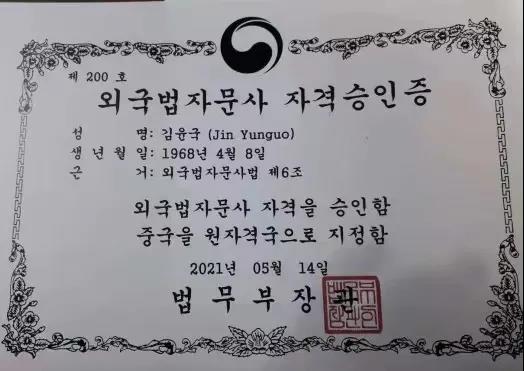 제 200 호
외국법자문사 자격승인증
성 명: 김윤국 (Jin Yunguo)
생 년 월 일: 1968년 4월 8일
근 거: 외국법자문사법 제6조
외국법자문사 자격을 승인함
중국을 원자격국으로 지정함
2021년 05월 14일
법 무 부 장 관